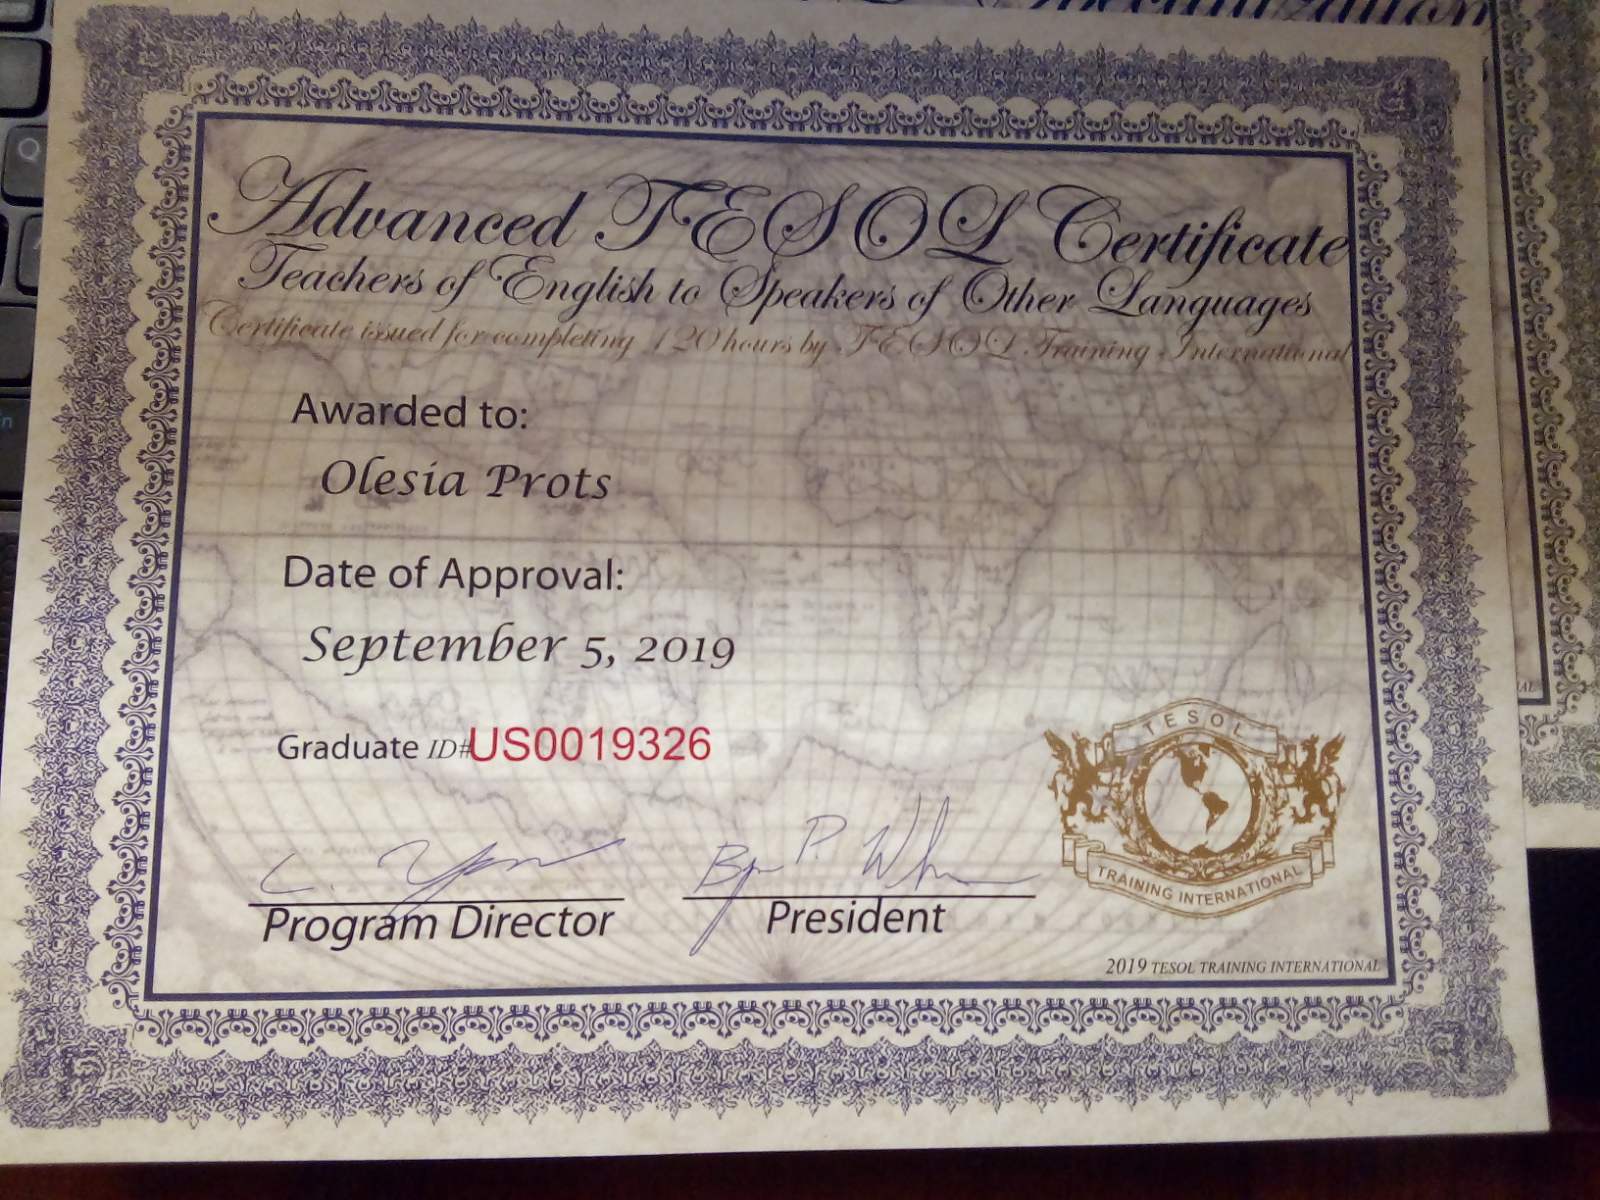 Specialization
Advanced TESOL Certificate
Teachers of English to Speakers of Other Languages
Certificate issued for completing 120 hours by TESOL Training International
Awarded to:
Olesia Prots
Date of Approval:
September 5, 2019
Graduate ID#US0019326
Program Director
President
TESOL
TRAINING INTERNATIONAL
2019 TESOL TRAINING INTERNATIONAL
Q